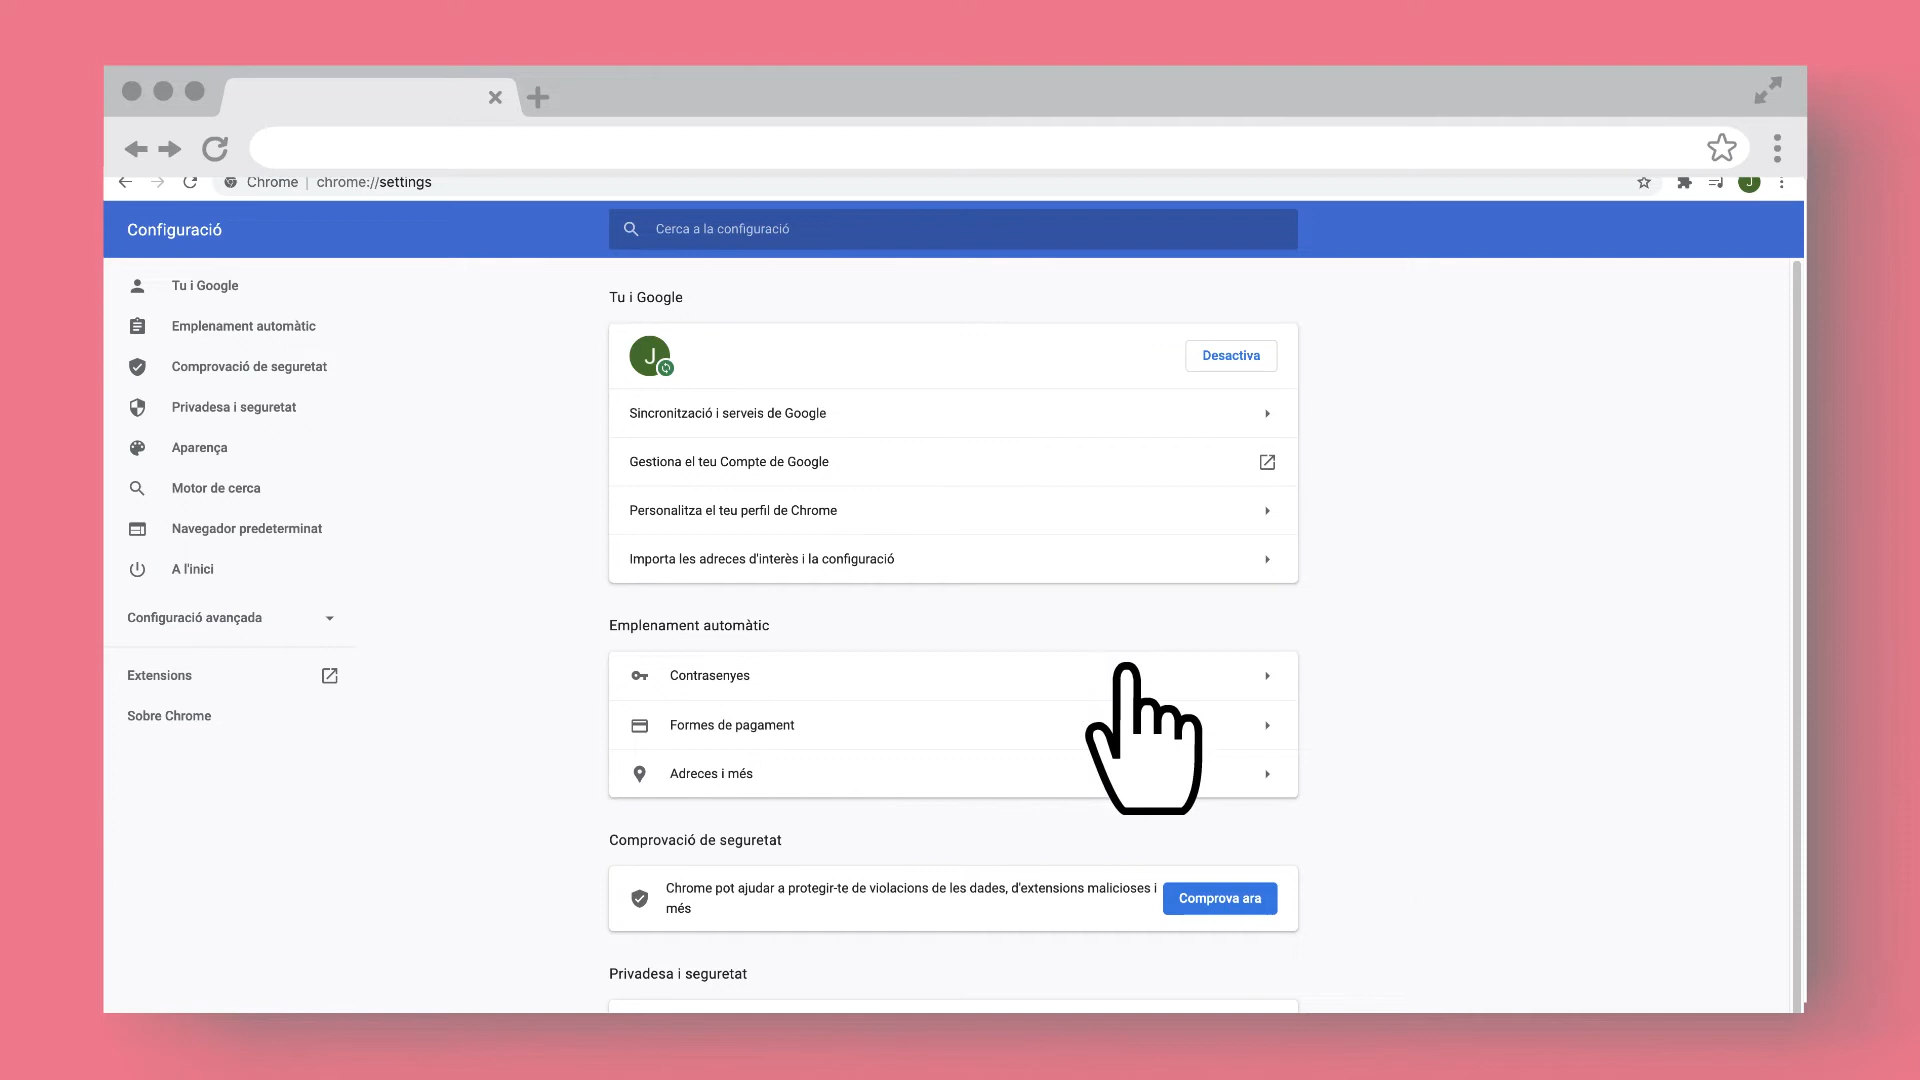 Chrome | chrome://settings
J
Configuració
Cerca a la configuració
Tu i Google
Emplenament automàtic
Comprovació de seguretat
Privadesa i seguretat
Aparença
Motor de cerca
Navegador predeterminat
A l'inici
Configuració avançada
Extensions
Sobre Chrome
Tu i Google
J
Desactiva
Sincronització i serveis de Google
Gestiona el teu Compte de Google
Personalitza el teu perfil de Chrome
Importa les adreces d'interès i la configuració
Emplenament automàtic
Contrasenyes
Formes de pagament
Adreces i més
Comprovació de seguretat
Chrome pot ajudar a protegir-te de violacions de les dades, d'extensions malicioses i
més
Comprova ara
Privadesa i seguretat